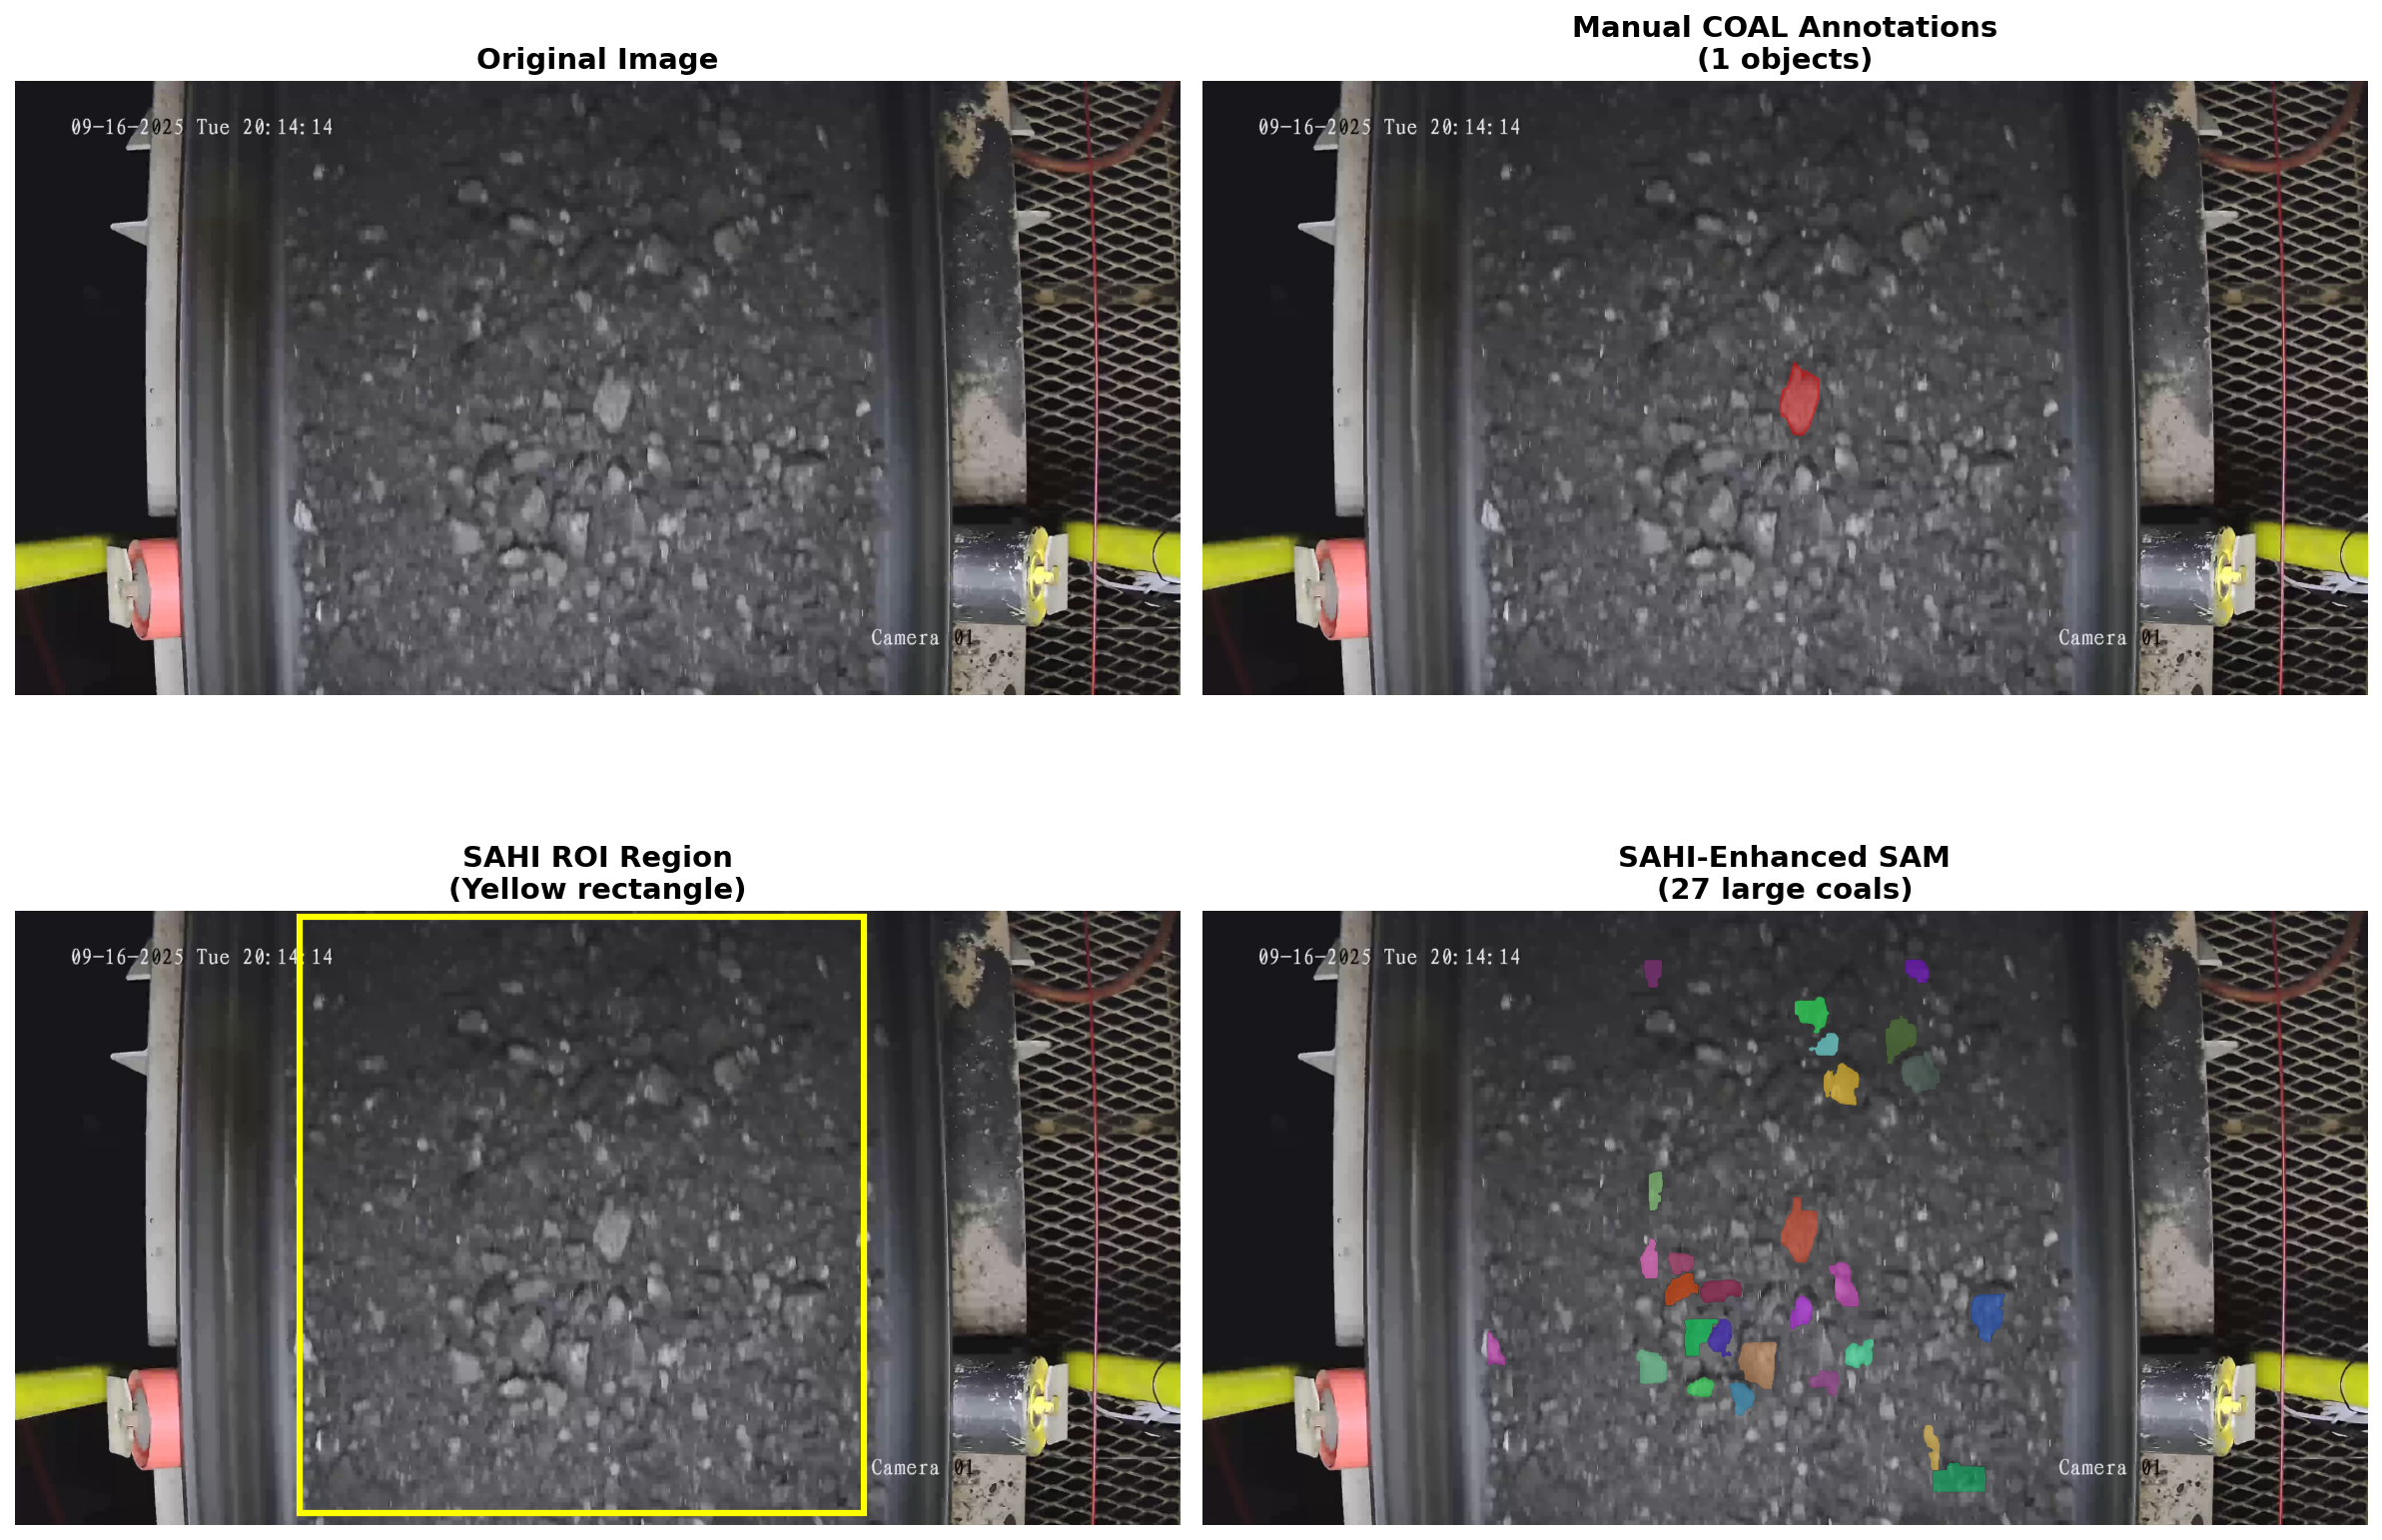 Original Image
09-16-2025 Tue 20:14:14
Camera 01
Manual COAL Annotations
(1 objects)
09-16-2025 Tue 20:14:14
Camera 01
SAHI ROI Region
(Yellow rectangle)
09-16-2025 Tue 20:14:14
Camera 01
SAHI-Enhanced SAM
(27 large coals)
09-16-2025 Tue 20:14:14
Camera 01